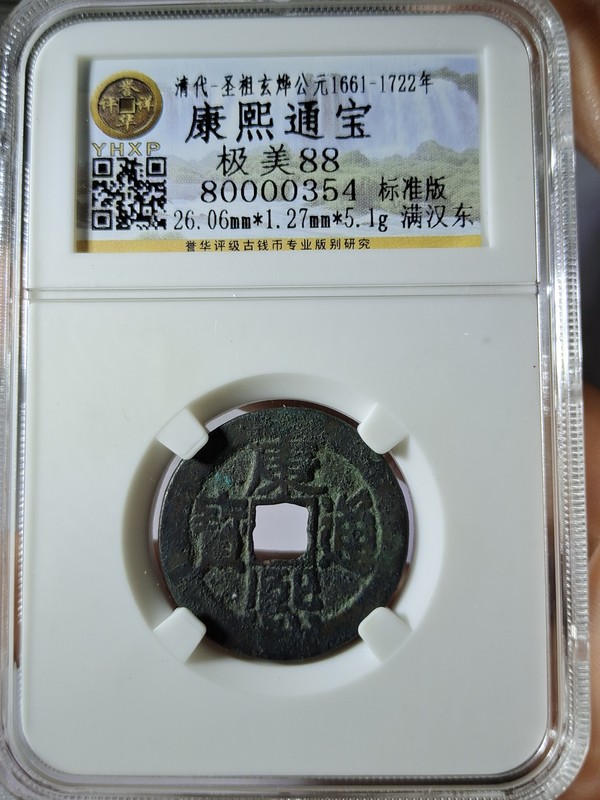 清代-圣祖玄烨公元1661-1722年
康熙通宝
YHXP
极美88
80000354 标准版
26.06mm*1.27mm*5.1g 满汉东
誉华评级古钱币专业版别研究
康熙通寶